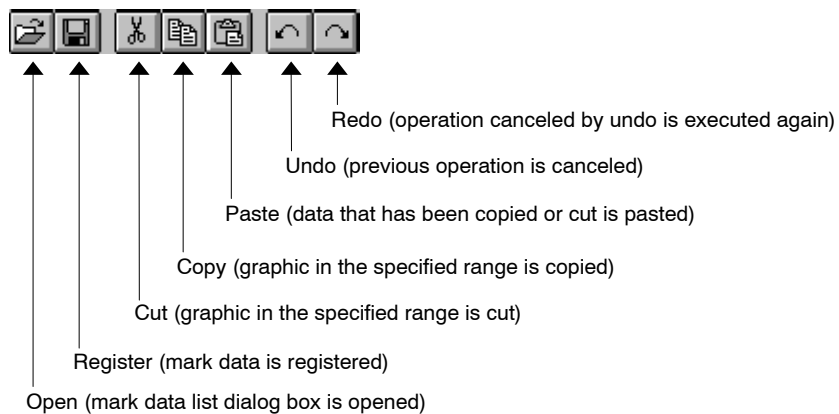 Redo (operation canceled by undo is executed again)
Undo (previous operation is canceled)
Paste (data that has been copied or cut is pasted)
Copy (graphic in the specified range is copied)
Cut (graphic in the specified range is cut)
Register (mark data is registered)
Open (mark data list dialog box is opened)